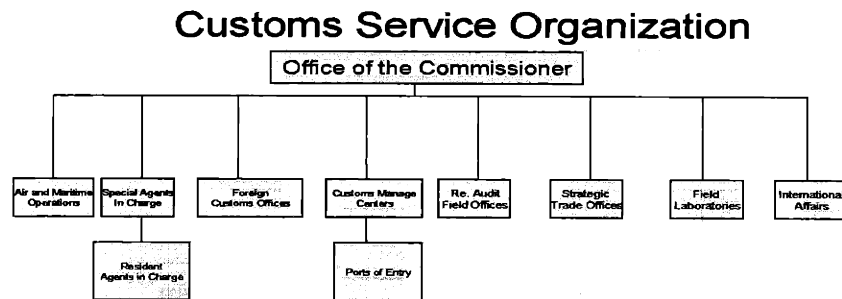 Customs Service Organization
Office of the Commissioner
Air and Maritime
Operations
Special Agents
In Charge
Foreign
Customs Offices
Customs Manage
Centers
Re. Audit
Field Offices
Strategic
Trade Offices
Field
Laboratories
International
Affairs
Resident
Agents in Charge
Ports of Entry